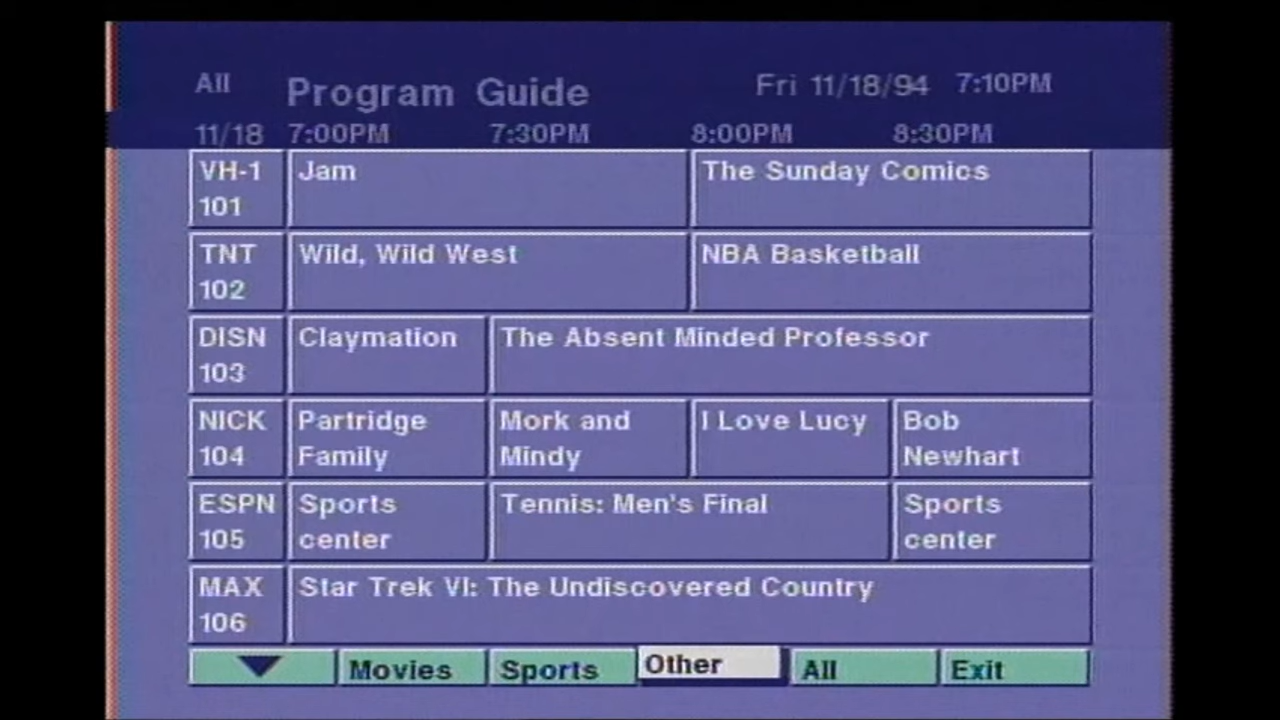 All Program Guide Fri 11/18/94 7:10PM
11/18 7:00PM 7:30PM 8:00PM 8:30PM
VH-1 Jam The Sunday Comics
101
TNT Wild, Wild West NBA Basketball
102
DISN Claymation The Absent Minded Professor
103
NICK Partridge Mork and I Love Lucy Bob
104 Family Mindy Newhart
ESPN Sports Tennis: Men's Final Sports
105 center center
MAX Star Trek VI: The Undiscovered Country
106
Movies Sports Other All Exit